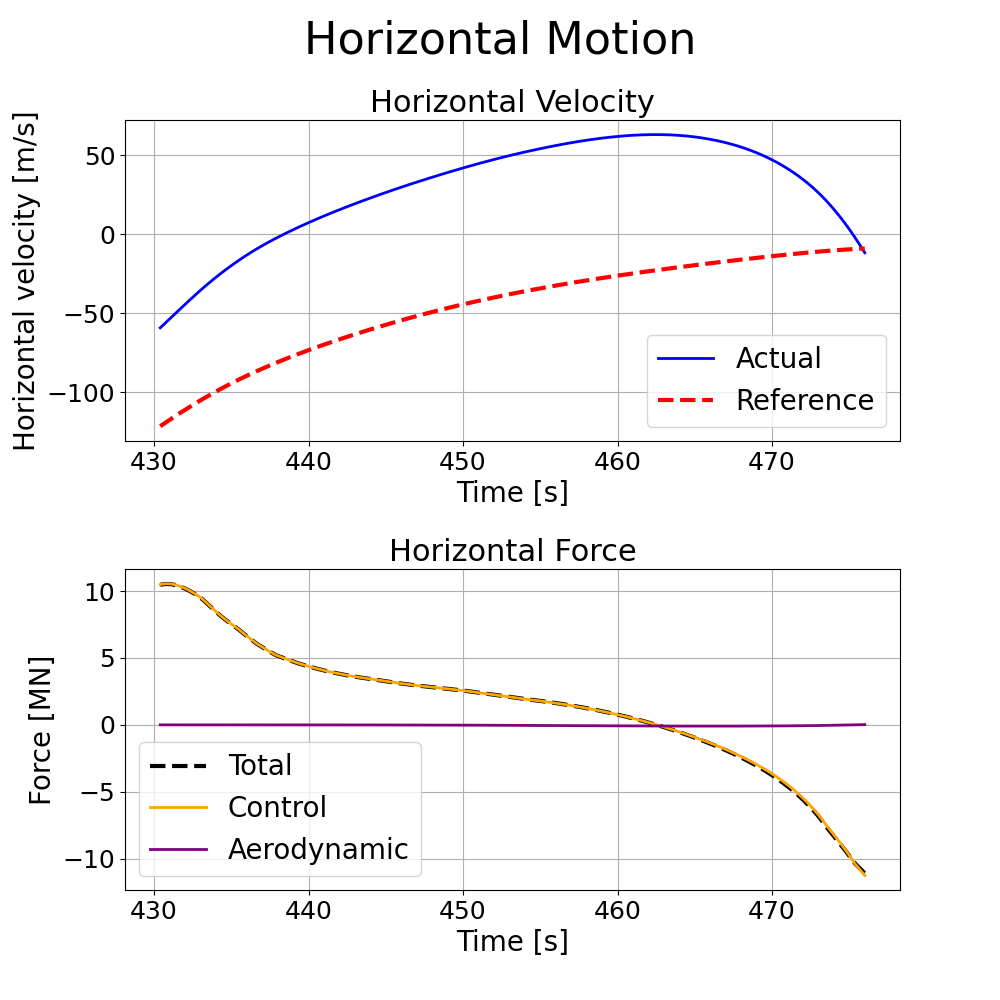 Horizontal Motion
Horizontal Velocity
Horizontal velocity [m/s]
50
0
−50
−100
Actual
Reference
430 440 450 460 470
Time [s]
Horizontal Force
Force [MN]
10
5
0
−5
−10
Total
Control
Aerodynamic
430 440 450 460 470
Time [s]